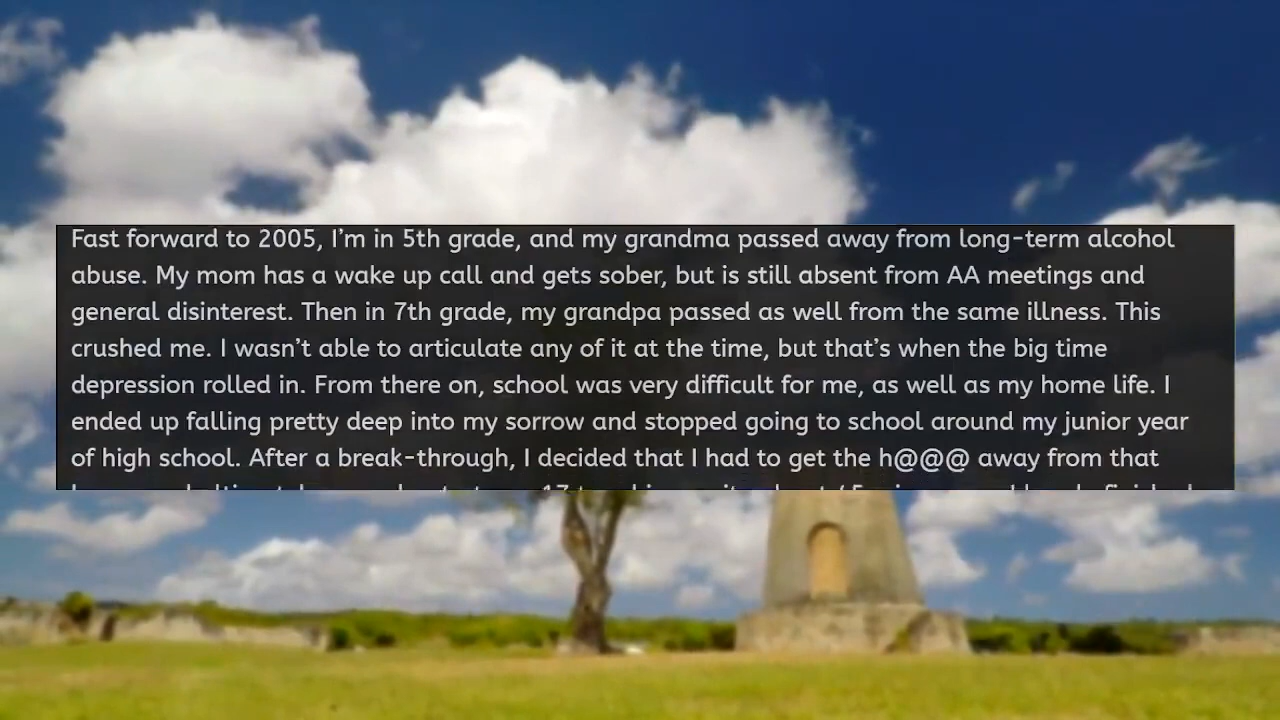 Fast forward to 2005, I'm in 5th grade, and my grandma passed away from long-term alcohol
abuse. My mom has a wake up call and gets sober, but is still absent from AA meetings and
general disinterest. Then in 7th grade, my grandpa passed as well from the same illness. This
crushed me. I wasn't able to articulate any of it at the time, but that's when the big time
depression rolled in. From there on, school was very difficult for me, as well as my home life. I
ended up falling pretty deep into my sorrow and stopped going to school around my junior year
of high school. After a break-through, I decided that I had to get the h@@@ away from that